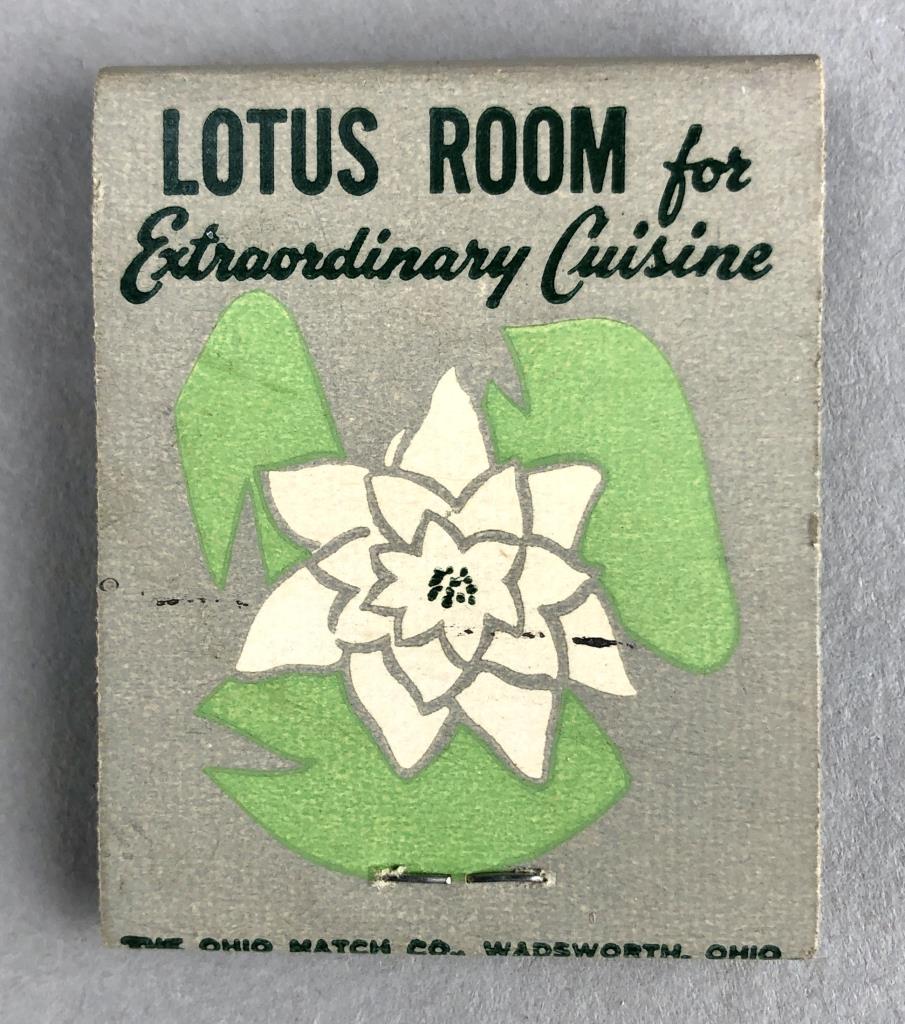 LOTUS ROOM for
Extraordinary Cuisine
THE OHIO MATCH CO., WADSWORTH, OHIO